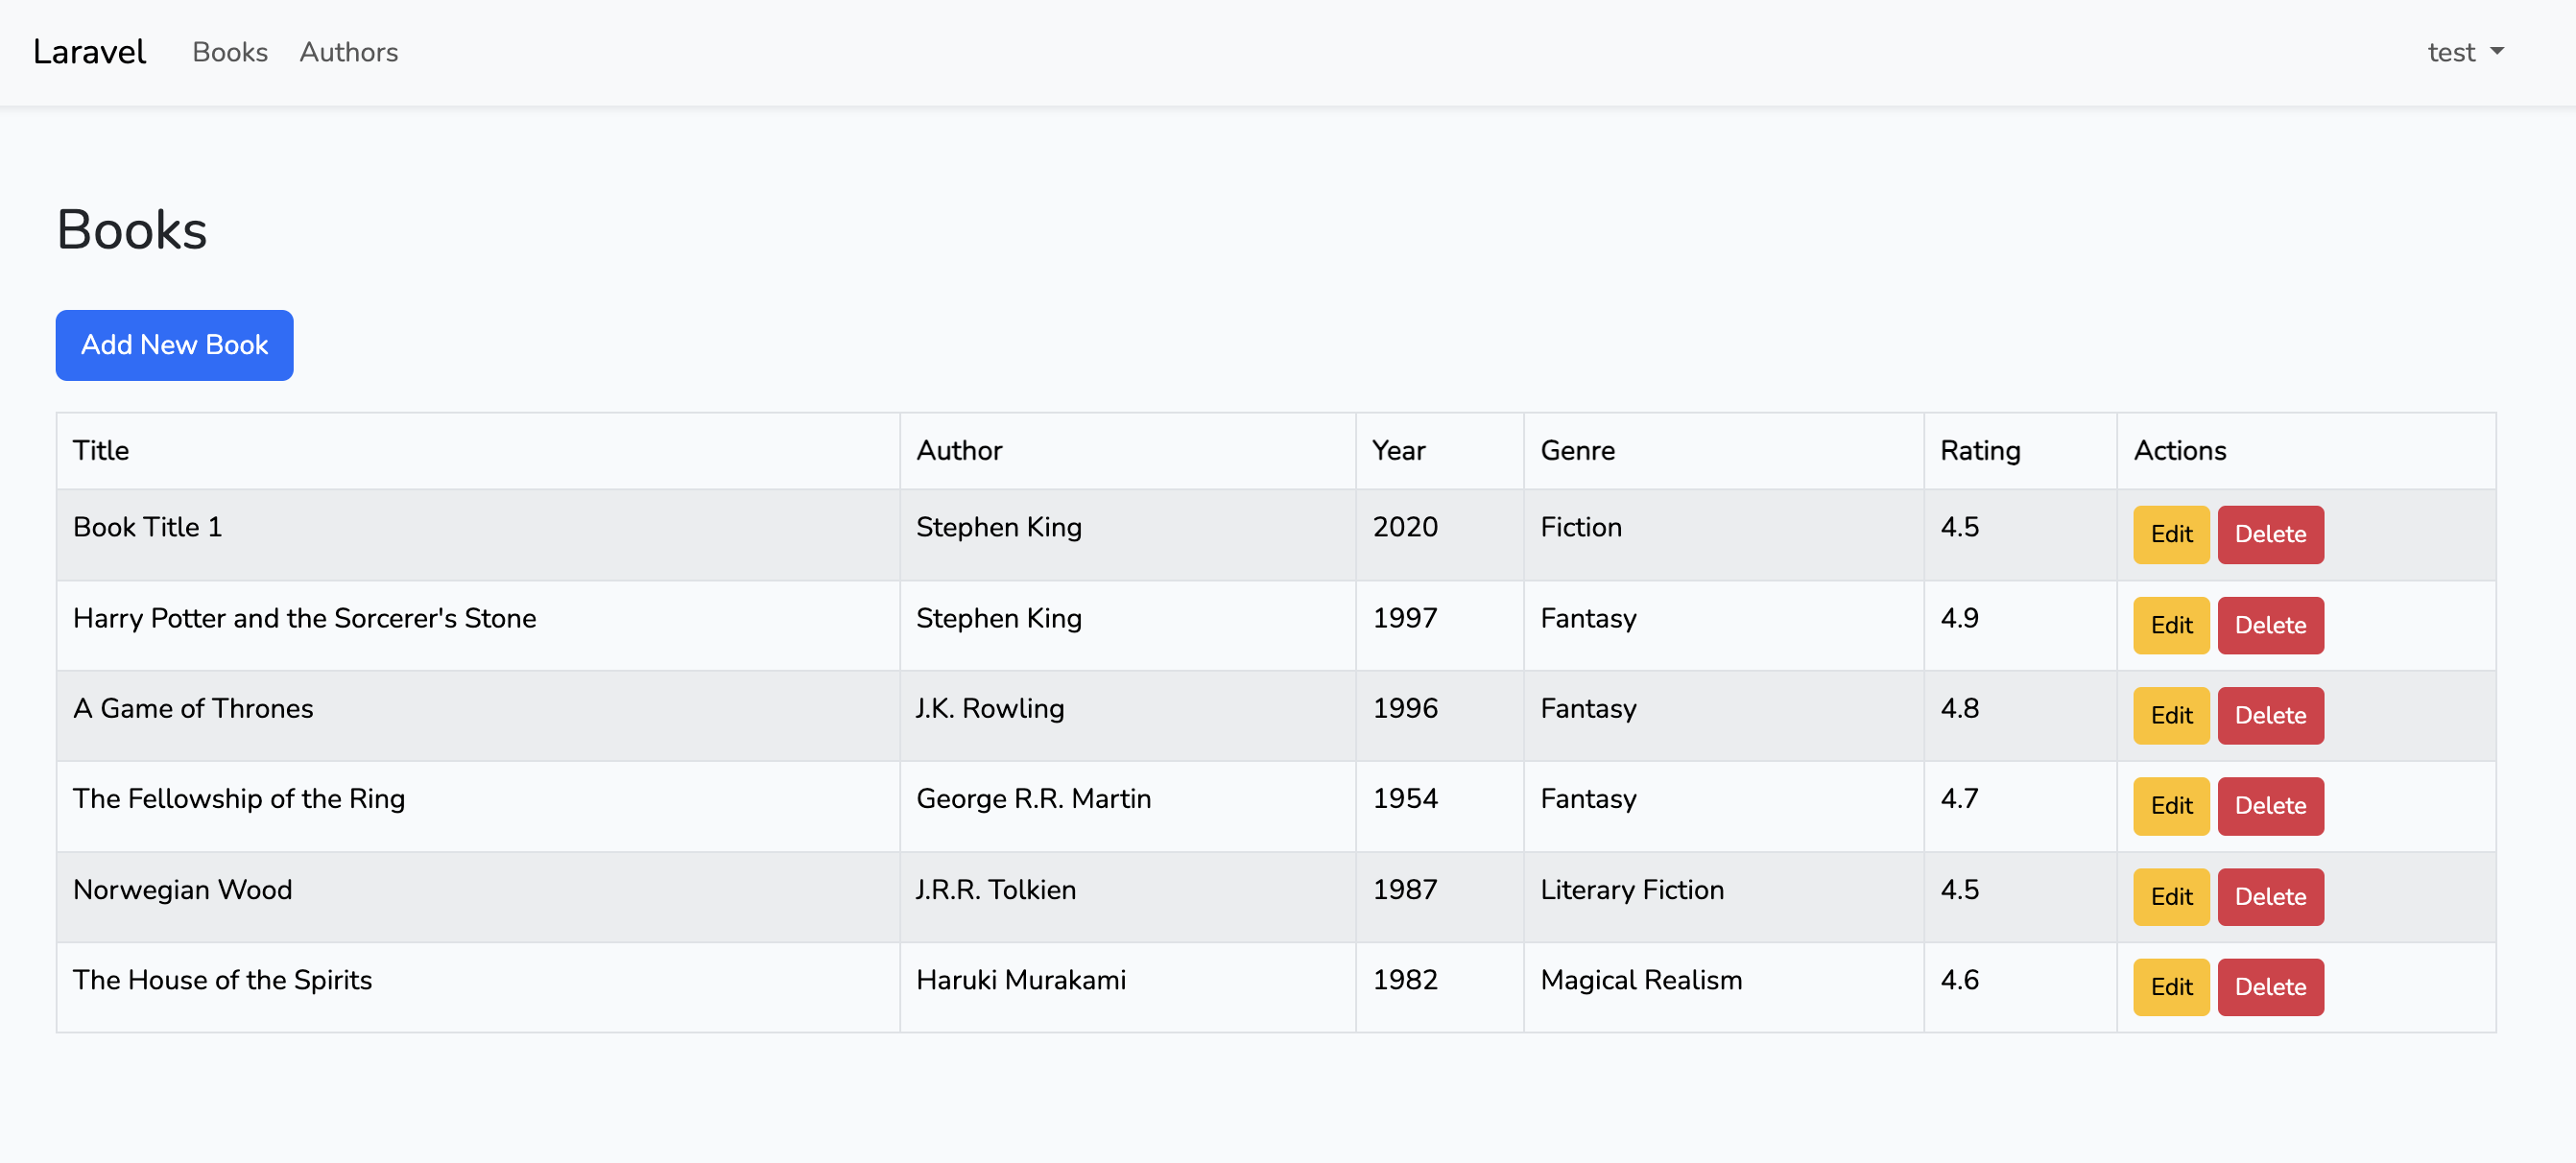 Laravel Books Authors test
Books
Add New Book
Title Author Year Genre Rating Actions
Book Title 1 Stephen King 2020 Fiction 4.5 Edit Delete
Harry Potter and the Sorcerer's Stone Stephen King 1997 Fantasy 4.9 Edit Delete
A Game of Thrones J.K. Rowling 1996 Fantasy 4.8 Edit Delete
The Fellowship of the Ring George R.R. Martin 1954 Fantasy 4.7 Edit Delete
Norwegian Wood J.R.R. Tolkien 1987 Literary Fiction 4.5 Edit Delete
The House of the Spirits Haruki Murakami 1982 Magical Realism 4.6 Edit Delete